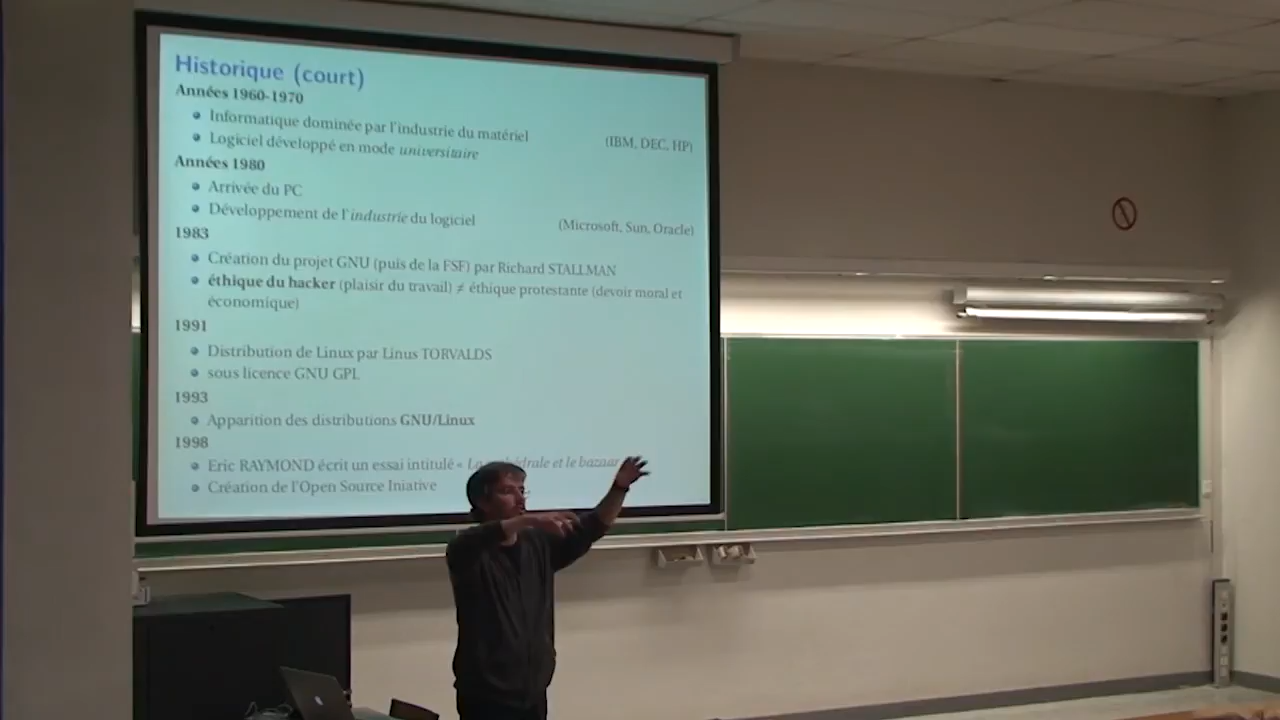 Historique (court)
Années 1960-1970
Informatique dominée par l'industrie du matériel (IBM, DEC, HP)
Logiciel développé en mode universitaire
Années 1980
Arrivée du PC
Développement de l'industrie du logiciel (Microsoft, Sun, Oracle)
1983
Création du projet GNU (puis de la FSF) par Richard STALLMAN
éthique du hacker (plaisir du travail) ≠ éthique protestante (devoir moral et
économique)
1991
Distribution de Linux par Linus TORVALDS
sous licence GNU GPL
1993
Apparition des distributions GNU/Linux
1998
Eric RAYMOND écrit un essai intitulé « et le bazaar
Création de l'Open Source Iniative